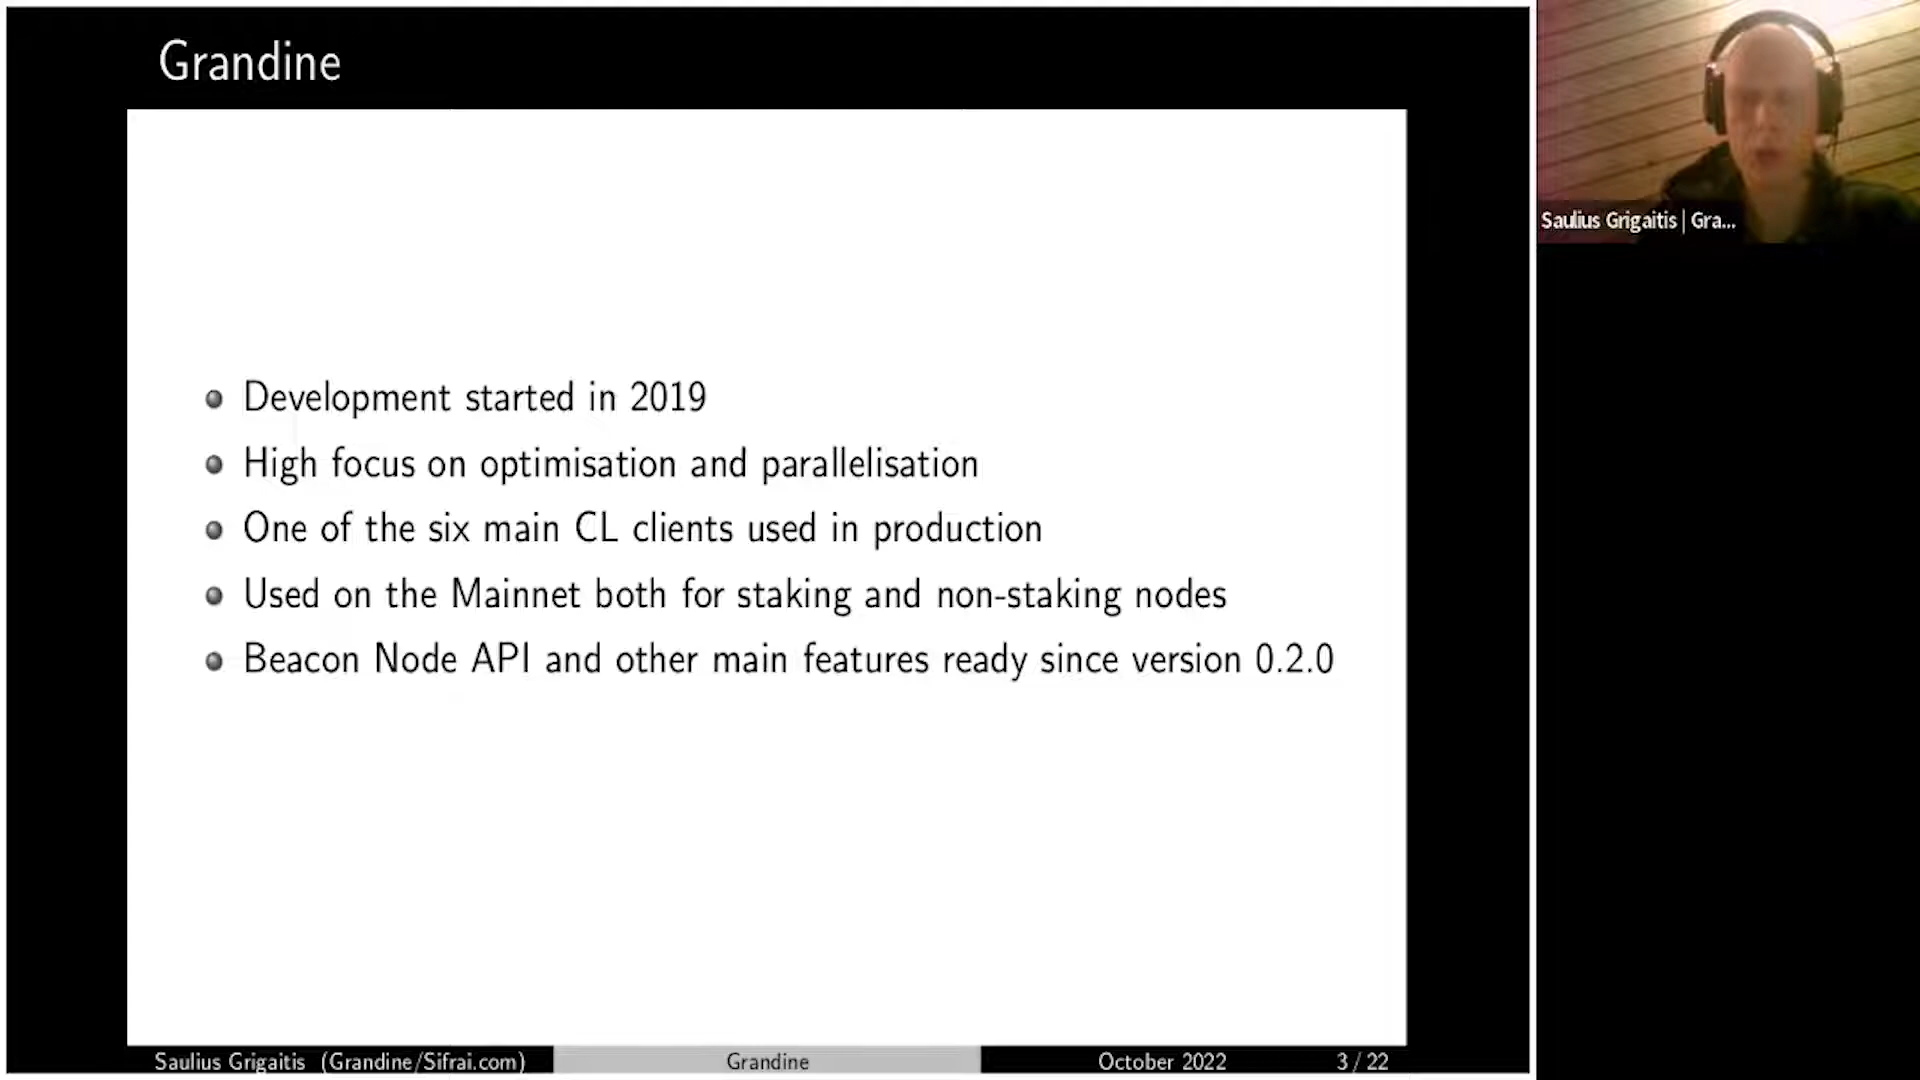 Grandine
Development started in 2019
High focus on optimisation and parallelisation
One of the six main CL clients used in production
Used on the Mainnet both for staking and non-staking nodes
Beacon Node API and other main features ready since version 0.2.0
Saulius Grigaitis (Grandine/Sifrai.com)
Grandine
October 2022
3 / 22
Saulius Grigaitis | Gra...